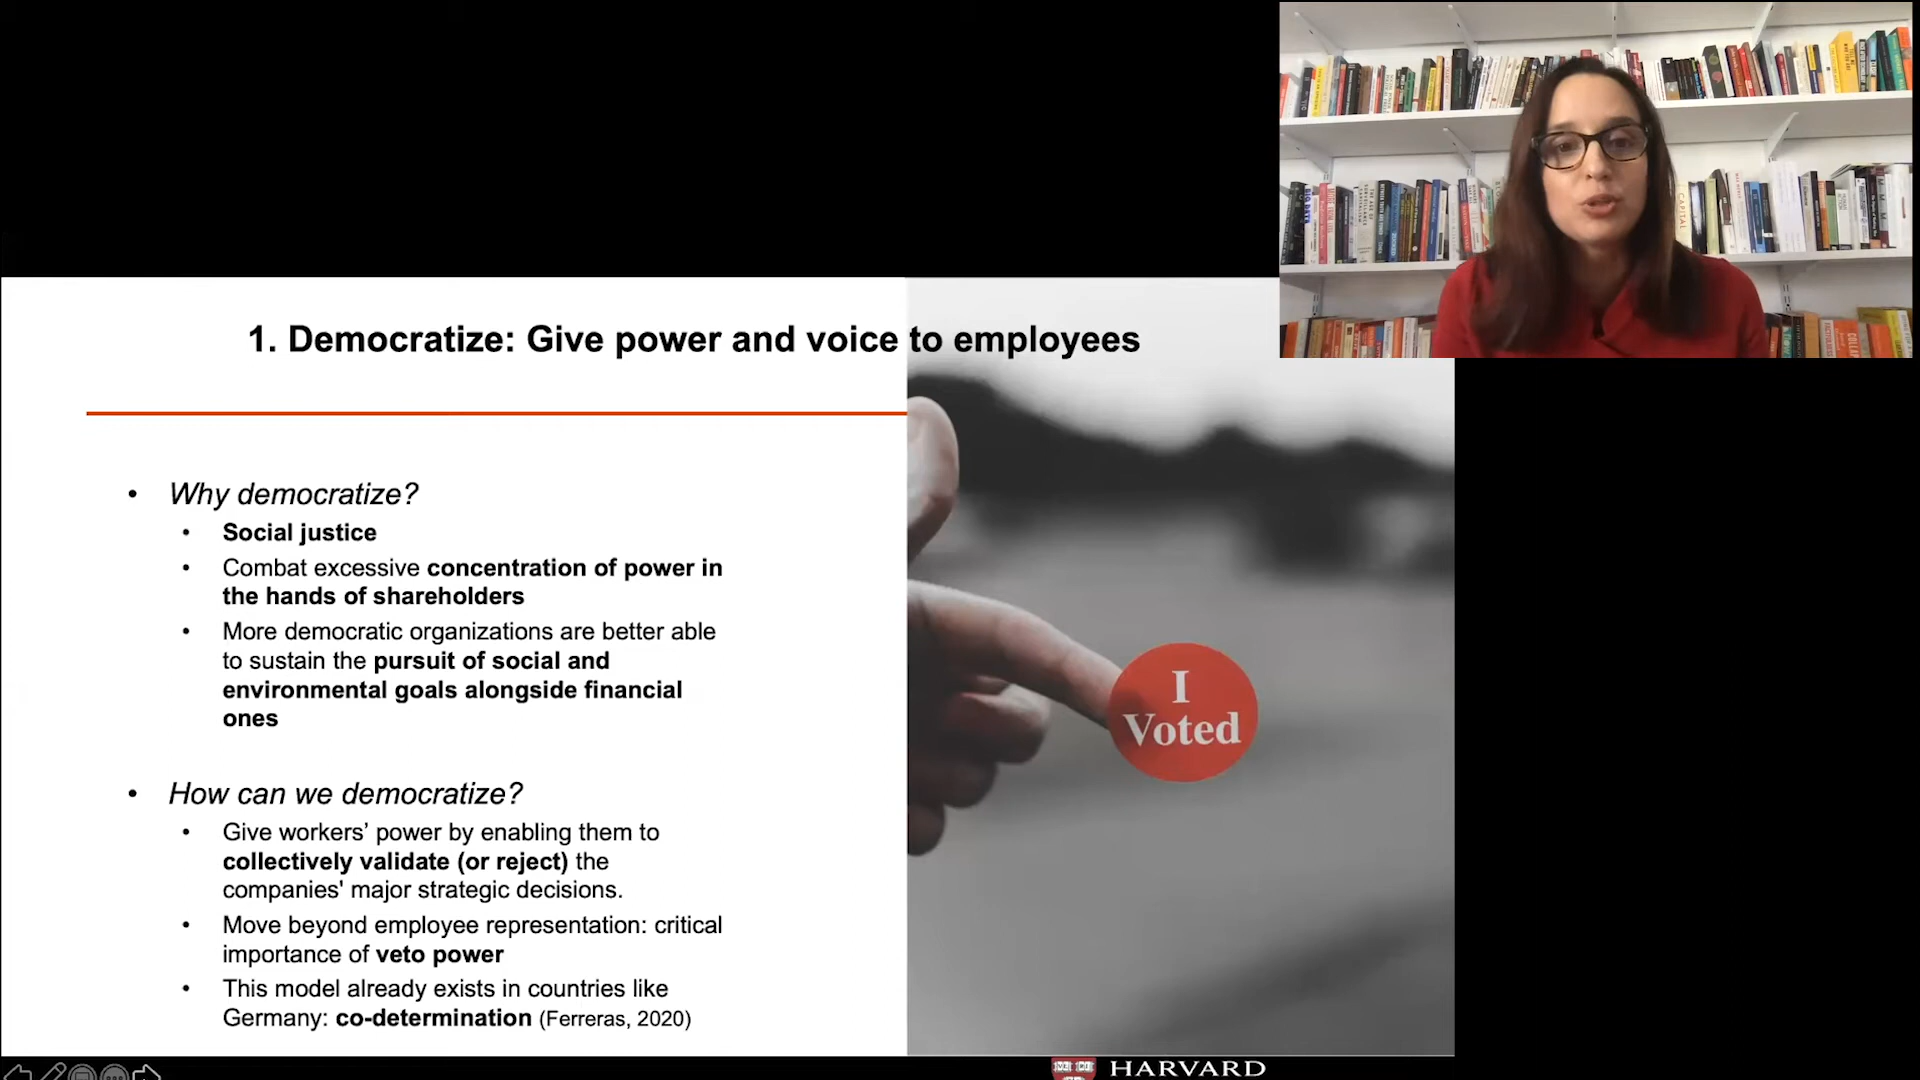 1. Democratize: Give power and voice to employees
• Why democratize?
• Social justice
• Combat excessive concentration of power in
the hands of shareholders
• More democratic organizations are better able
to sustain the pursuit of social and
environmental goals alongside financial
ones
• How can we democratize?
• Give workers’ power by enabling them to
collectively validate (or reject) the
companies' major strategic decisions.
• Move beyond employee representation: critical
importance of veto power
• This model already exists in countries like
Germany: co-determination (Ferreras, 2020)
I
Voted
HARVARD
CAPITAL